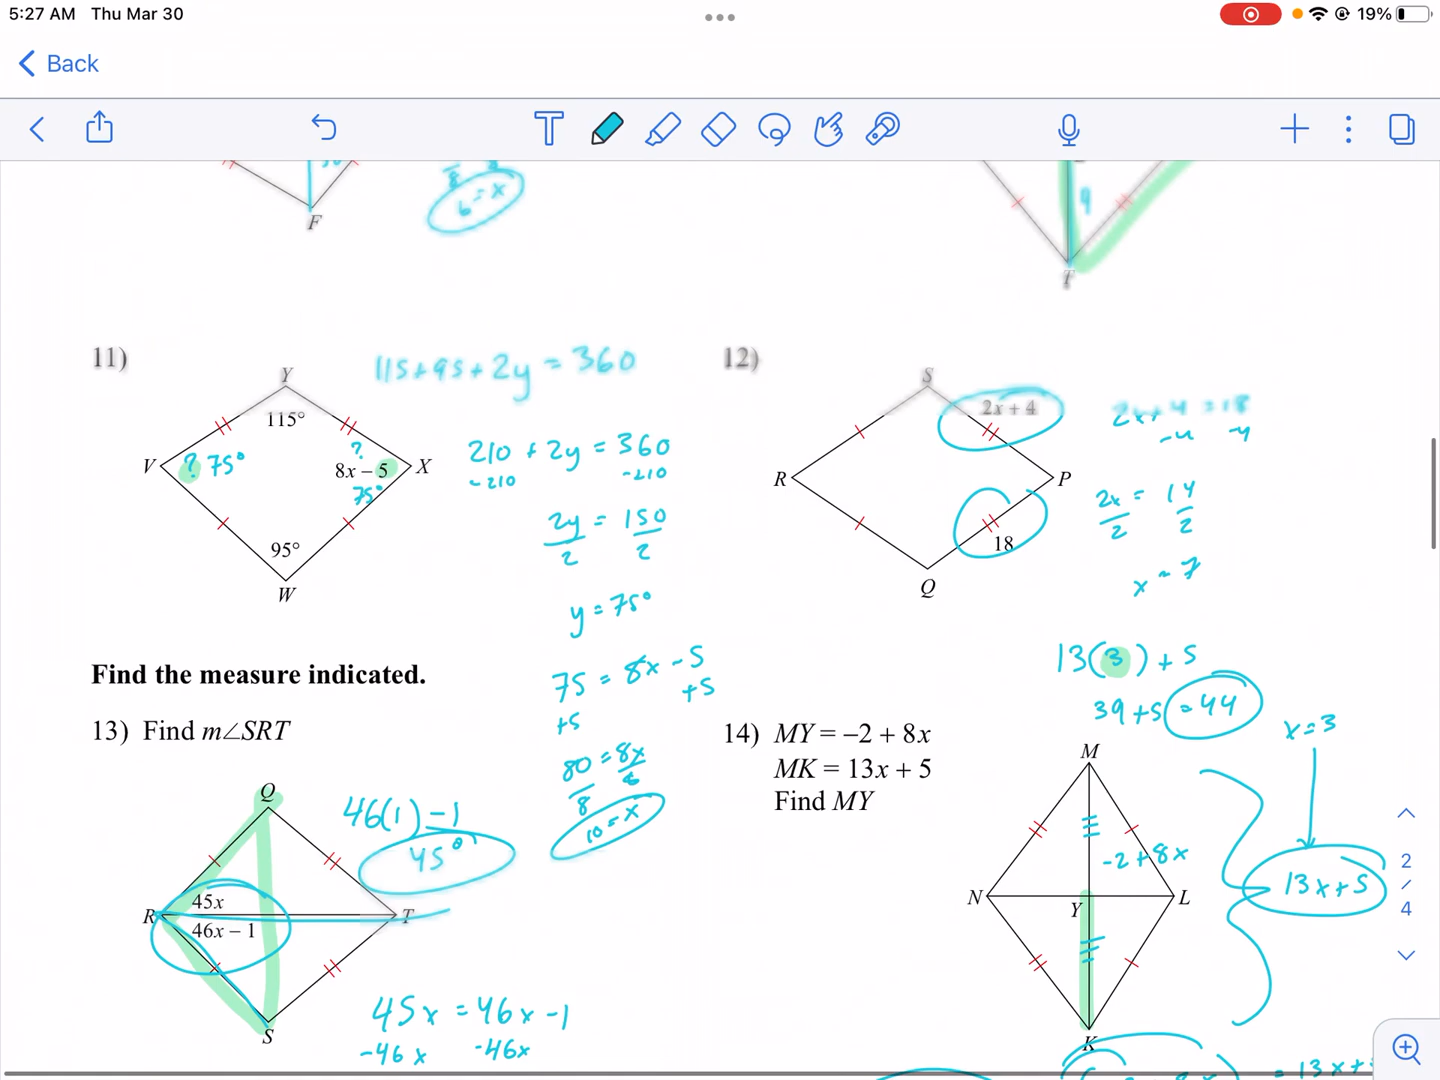 5:27 AM Thu Mar 30
19%
Back
T
F
6 = x
9
T
11)
115+95+2y = 360
Y
115°
V
? 75°
?
8x – 5
X
75°
95°
W
210 + 2y = 360
-210 -210
2y = 150
2 2
y = 75°
75 = 8x - 5
+5 +5
80 = 8x
8 8
10 = x
12)
S
2x + 4
R
P
18
Q
2x+4 = 18
-4 -4
2x = 14
2 2
x = 7
Find the measure indicated.
13) Find m∠SRT
Q
46(1) - 1
45°
R
45x
46x – 1
T
S
45x = 46x - 1
-46x -46x
14) MY = –2 + 8x
MK = 13x + 5
Find MY
13(3) + 5
39 + 5 = 44
x = 3
M
-2+8x
N
Y
L
13x+5
K
= 13x+
2
/
4